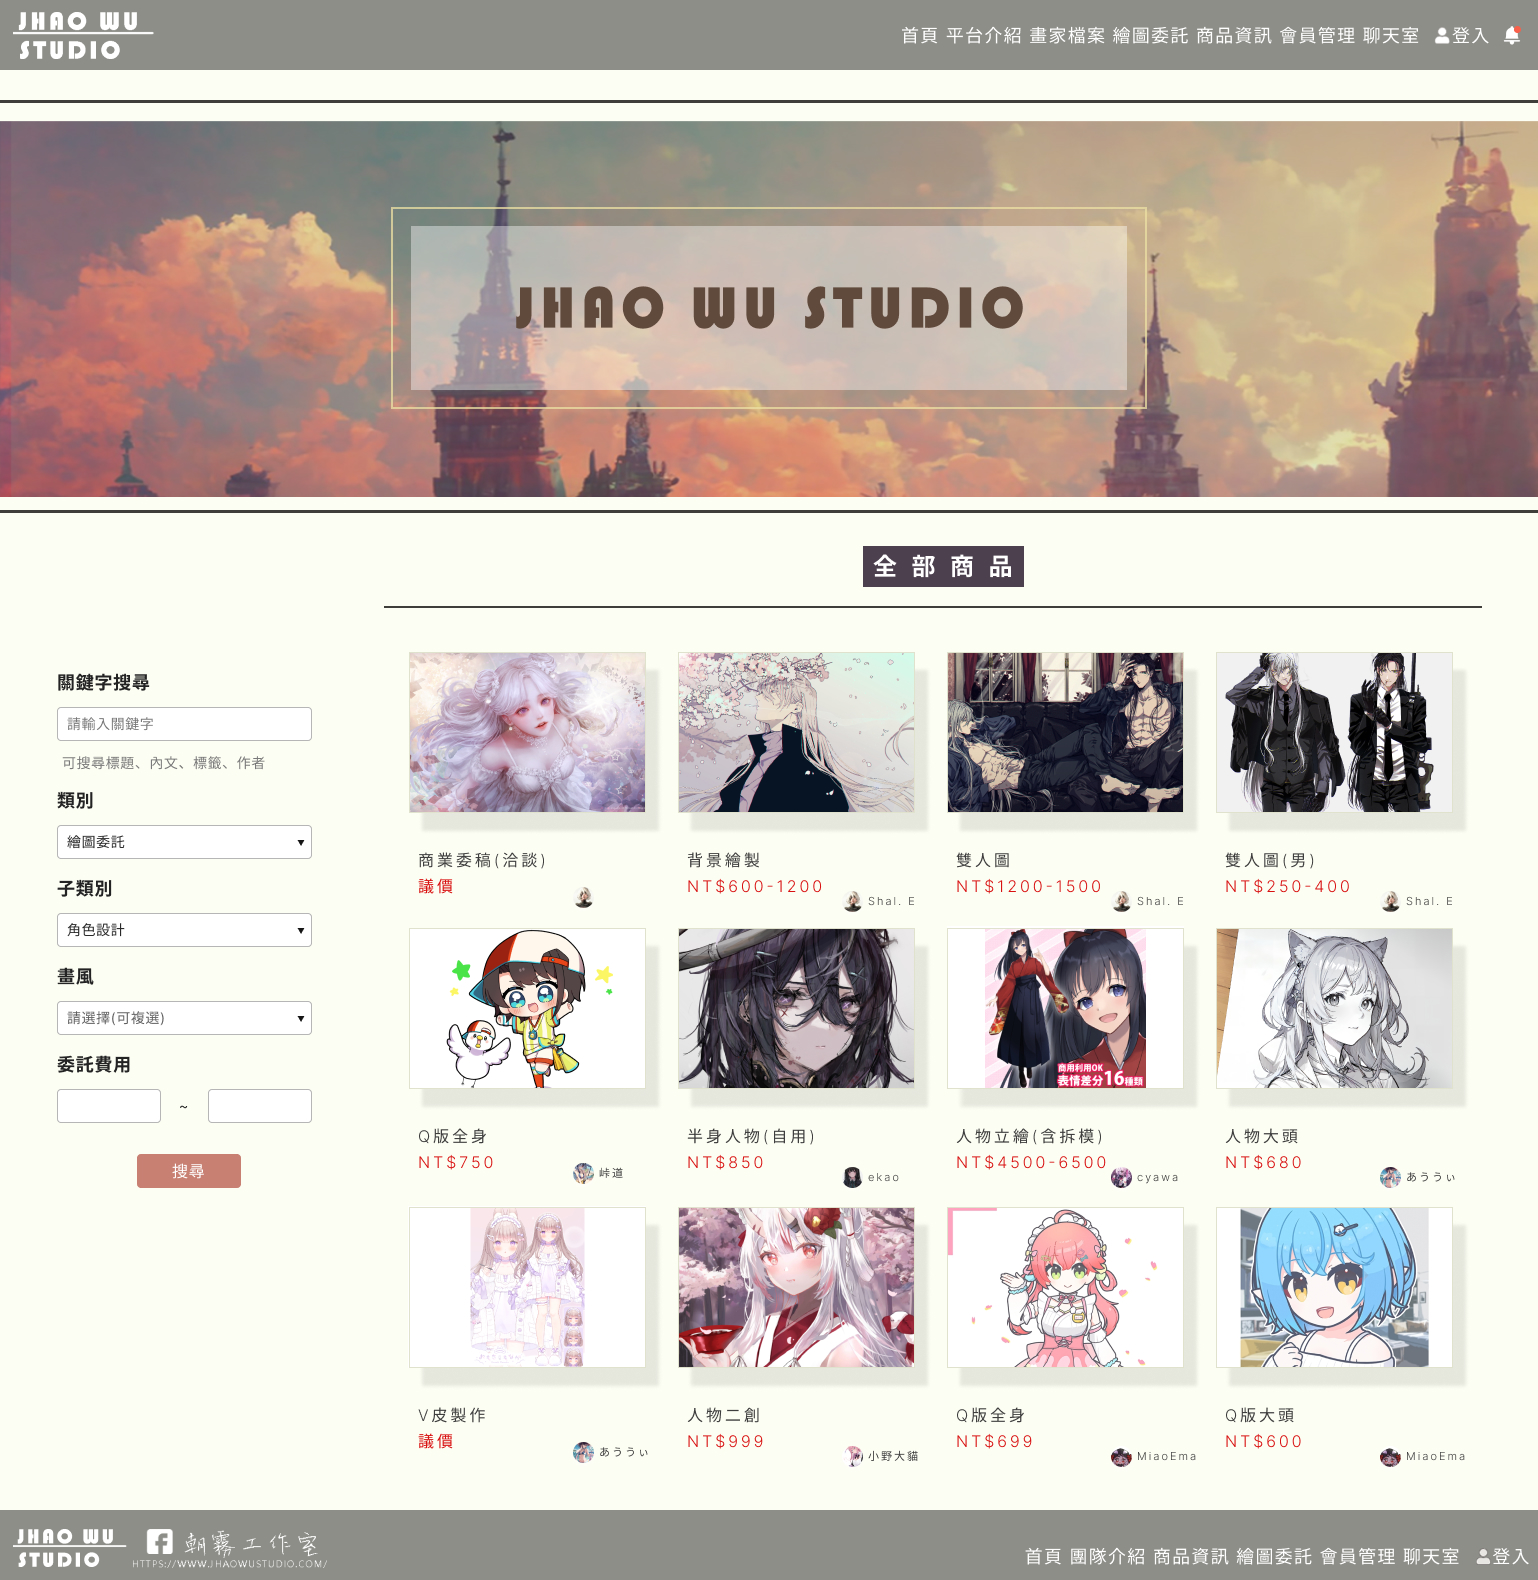 JHAO WU
STUDIO
首頁 平台介紹 畫家檔案 繪圖委託 商品資訊 會員管理 聊天室 登入
JHAO WU STUDIO
全部商品
關鍵字搜尋
請輸入關鍵字
可搜尋標題、內文、標籤、作者
類別
繪圖委託
子類別
角色設計
畫風
請選擇(可複選)
委託費用
~
搜尋
商業委稿(洽談)
議價
背景繪製
NT$600-1200
Shal. E
雙人圖
NT$1200-1500
Shal. E
雙人圖(男)
NT$250-400
Shal. E
商用利用OK
表情差分16種類
Q版全身
NT$750
峠道
半身人物(自用)
NT$850
ekao
人物立繪(含拆模)
NT$4500-6500
cyawa
人物大頭
NT$680
あううぃ
V皮製作
議價
あううぃ
人物二創
NT$999
小野大貓
Q版全身
NT$699
MiaoEma
Q版大頭
NT$600
MiaoEma
JHAO WU
STUDIO
朝霧工作室
HTTPS://WWW.JHAOWUSTUDIO.COM/
首頁 團隊介紹 商品資訊 繪圖委託 會員管理 聊天室 登入